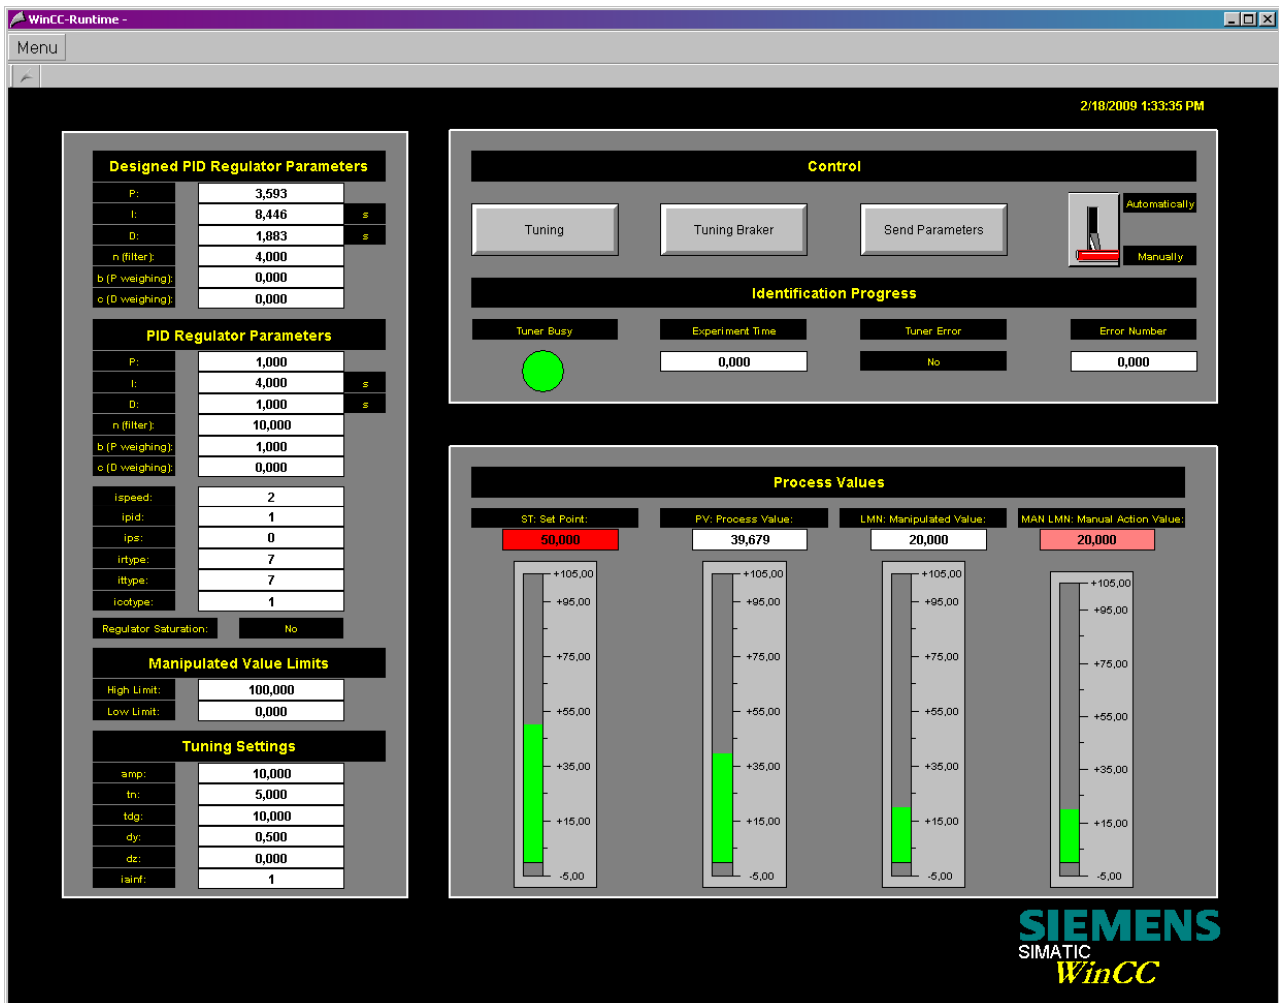 WinCC-Runtime -
Menu
2/18/2009 1:33:35 PM
Designed PID Regulator Parameters
P: 3,593
I: 8,446 s
D: 1,883 s
n (filter): 4,000
b (P weighing): 0,000
c (D weighing): 0,000
PID Regulator Parameters
P: 1,000
I: 4,000 s
D: 1,000 s
n (filter): 10,000
b (P weighing): 1,000
c (D weighing): 0,000
ispeed: 2
ipid: 1
ips: 0
irtype: 7
ittype: 7
icotype: 1
Regulator Saturation: No
Manipulated Value Limits
High Limit: 100,000
Low Limit: 0,000
Tuning Settings
amp: 10,000
tn: 5,000
tdg: 10,000
dy: 0,500
dz: 0,000
iainf: 1
Control
Tuning Tuning Braker Send Parameters
Automatically
Manually
Identification Progress
Tuner Busy Experiment Time Tuner Error Error Number
0,000 No 0,000
Process Values
ST: Set Point: PV: Process Value: LMN: Manipulated Value: MAN LMN: Manual Action Value:
50,000 39,679 20,000 20,000
+105,00 +105,00 +105,00 +105,00
+95,00 +95,00 +95,00 +95,00
+75,00 +75,00 +75,00 +75,00
+55,00 +55,00 +55,00 +55,00
+35,00 +35,00 +35,00 +35,00
+15,00 +15,00 +15,00 +15,00
-5,00 -5,00 -5,00 -5,00
SIEMENS
SIMATIC
WinCC